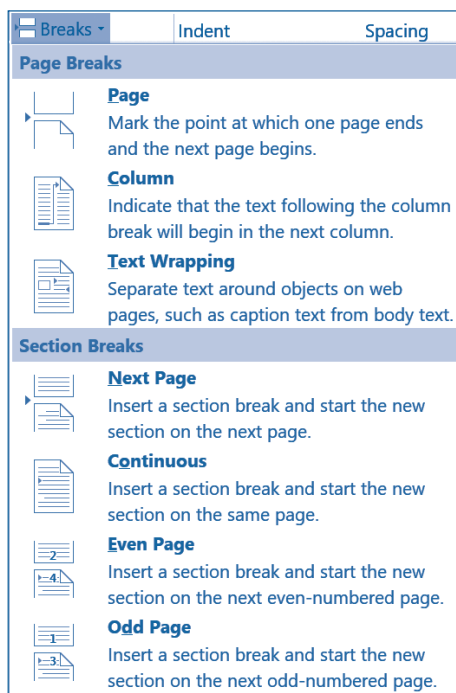 Breaks Indent Spacing
Page Breaks
Page
Mark the point at which one page ends
and the next page begins.
Column
Indicate that the text following the column
break will begin in the next column.
Text Wrapping
Separate text around objects on web
pages, such as caption text from body text.
Section Breaks
Next Page
Insert a section break and start the new
section on the next page.
Continuous
Insert a section break and start the new
section on the same page.
Even Page
2
4
Insert a section break and start the new
section on the next even-numbered page.
Odd Page
1
3
Insert a section break and start the new
section on the next odd-numbered page.